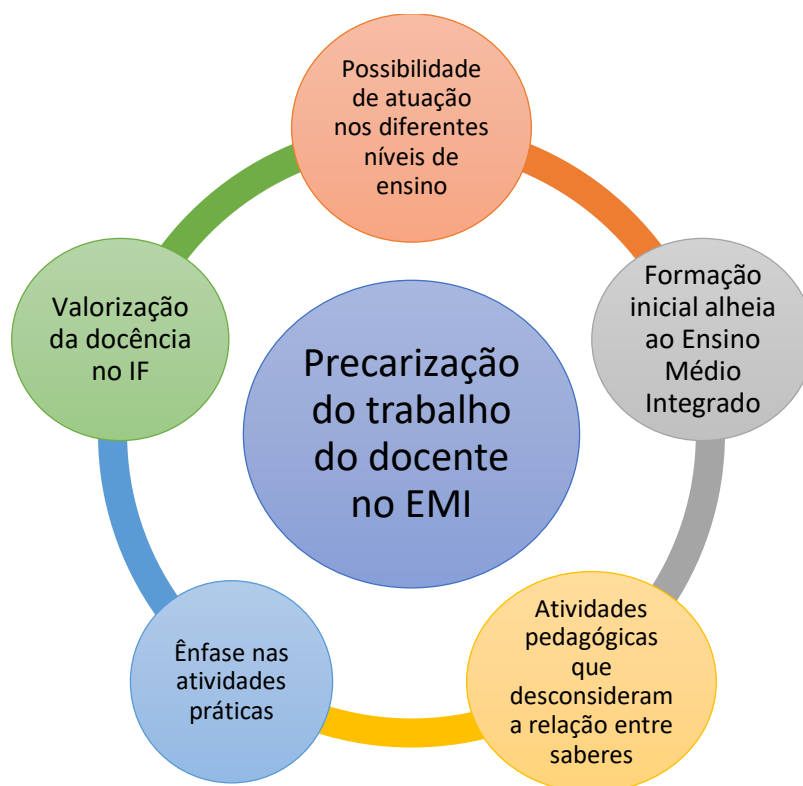 Possibilidade
de atuação
nos diferentes
níveis de
ensino
Formação
inicial alheia
ao Ensino
Médio
Integrado
Atividades
pedagógicas
que
desconsideram
a relação entre
saberes
Ênfase nas
atividades
práticas
Valorização
da docência
no IF
Precarização
do trabalho
do docente
no EMI